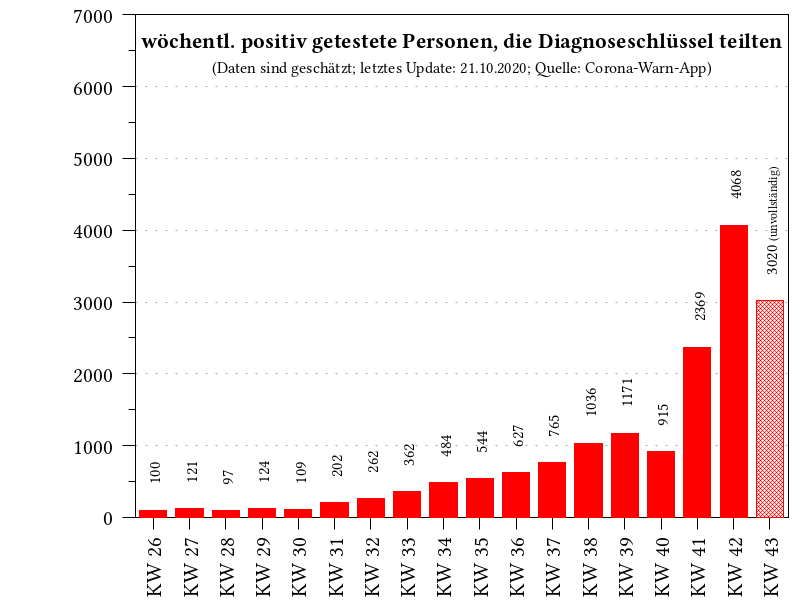 wöchentl. positiv getestete Personen, die Diagnoseschlüssel teilten
(Daten sind geschätzt; letztes Update: 21.10.2020; Quelle: Corona-Warn-App)
7000
6000
5000
4000
3000
2000
1000
0
100
121
97
124
109
202
262
362
484
544
627
765
1036
1171
915
2369
4068
3020 (unvollständig)
KW 26
KW 27
KW 28
KW 29
KW 30
KW 31
KW 32
KW 33
KW 34
KW 35
KW 36
KW 37
KW 38
KW 39
KW 40
KW 41
KW 42
KW 43